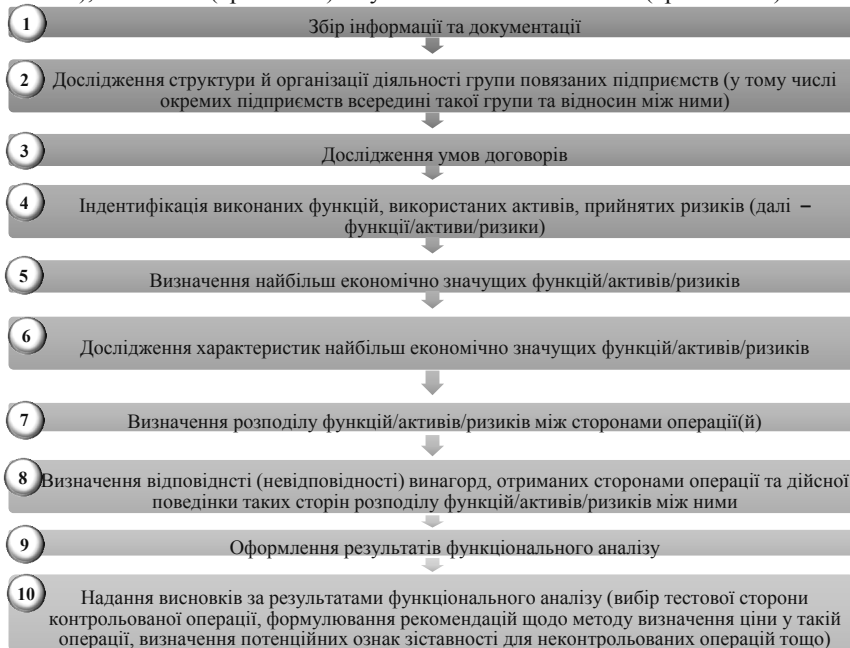 1
Збір інформації та документації
2
Дослідження структури й організації діяльності групи повязаних підприємств (у тому числі
окремих підприємств всередині такої групи та відносин між ними)
3
Дослідження умов договорів
4
Індентифікація виконаних функцій, використаних активів, прийнятих ризиків (далі –
функції/активи/ризики)
5
Визначення найбільш економічно значущих функцій/активів/ризиків
6
Дослідження характеристик найбільш економічно значущих функцій/активів/ризиків
7
Визначення розподілу функцій/активів/ризиків між сторонами операції(й)
8
Визначення відповіднсті (невідповідності) винагорд, отриманих сторонами операції та дійсної
поведінки таких сторін розподілу функцій/активів/ризиків між ними
9
Оформлення результатів функціонального аналізу
10
Надання висновків за результатами функціонального аналізу (вибір тестової сторони
контрольованої операції, формулювання рекомендацій щодо методу визначення ціни у такій
операції, визначення потенційних ознак зіставності для неконтрольованих операцій тощо)